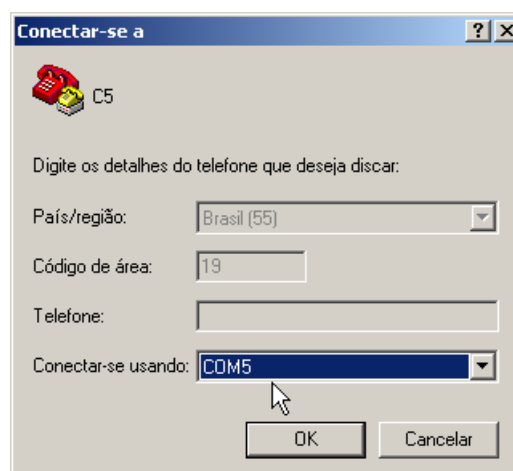 Conectar-se a
C5
Digite os detalhes do telefone que deseja discar:
País/região: Brasil (55)
Código de área: 19
Telefone:
Conectar-se usando: COM5
OK Cancelar